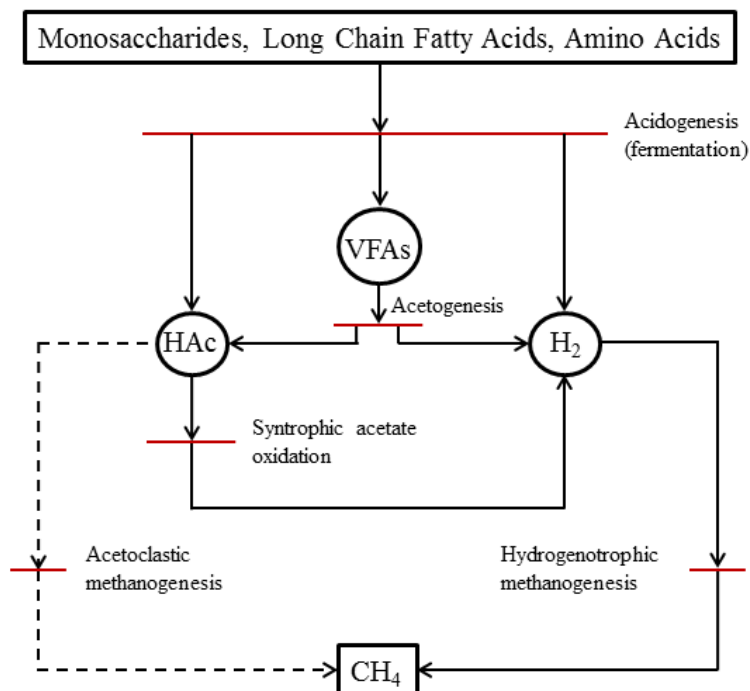 Monosaccharides, Long Chain Fatty Acids, Amino Acids
Acidogenesis
(fermentation)
VFAs
Acetogenesis
HAc
H₂
Syntrophic acetate
oxidation
Acetoclastic
methanogenesis
Hydrogenotrophic
methanogenesis
CH₄